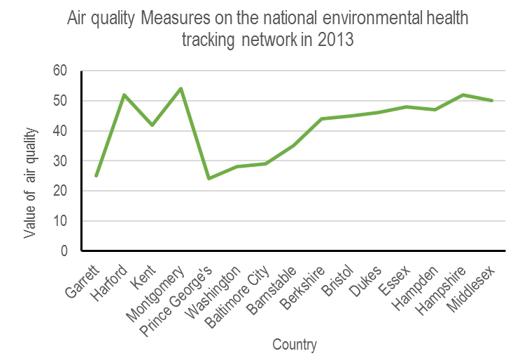 Air quality Measures on the national environmental health
tracking network in 2013
Value of air quality
60
50
40
30
20
10
0
Garrett
Harford
Kent
Montgomery
Prince George's
Washington
Baltimore City
Barnstable
Berkshire
Bristol
Dukes
Essex
Hampden
Hampshire
Middlesex
Country